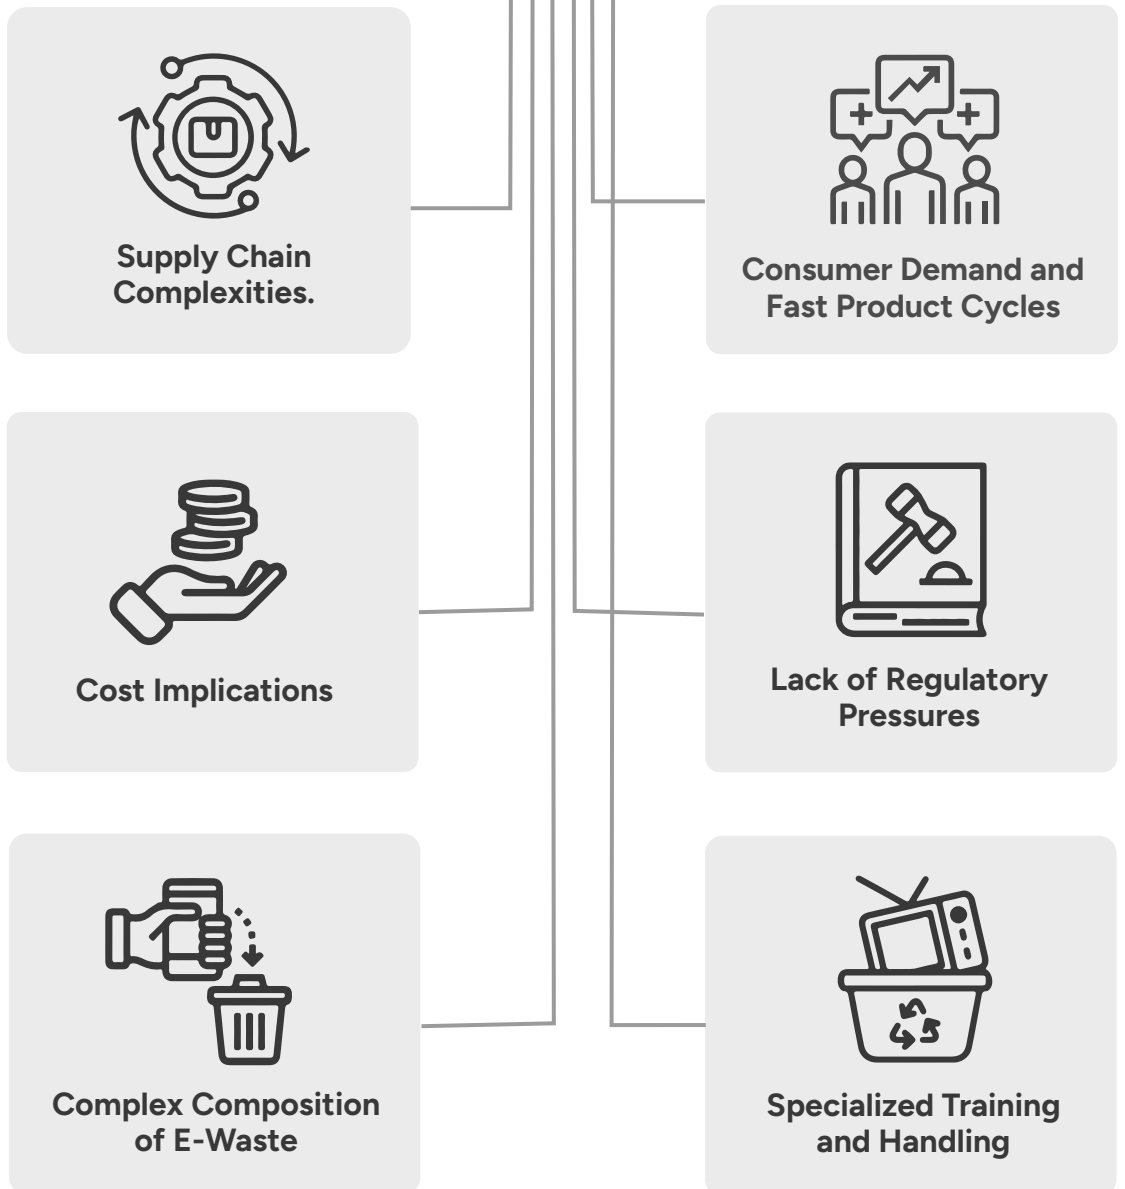 Supply Chain
Complexities.
Consumer Demand and
Fast Product Cycles
Cost Implications
Lack of Regulatory
Pressures
Complex Composition
of E-Waste
Specialized Training
and Handling